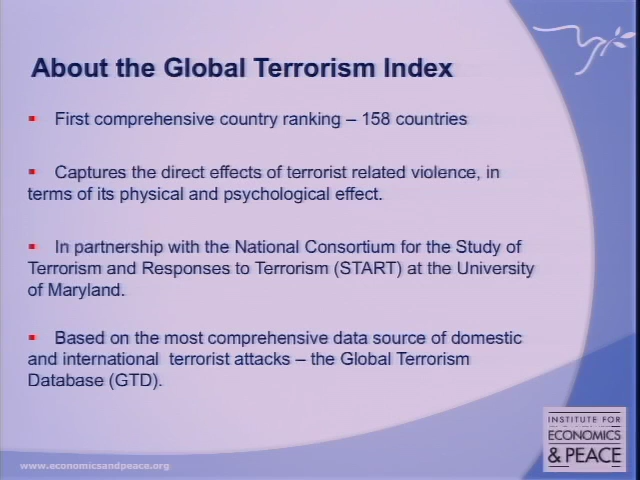 About the Global Terrorism Index
First comprehensive country ranking – 158 countries
Captures the direct effects of terrorist related violence, in
terms of its physical and psychological effect.
In partnership with the National Consortium for the Study of
Terrorism and Responses to Terrorism (START) at the University
of Maryland.
Based on the most comprehensive data source of domestic
and international terrorist attacks – the Global Terrorism
Database (GTD).
www.economicsandpeace.org
INSTITUTE FOR
ECONOMICS
& PEACE